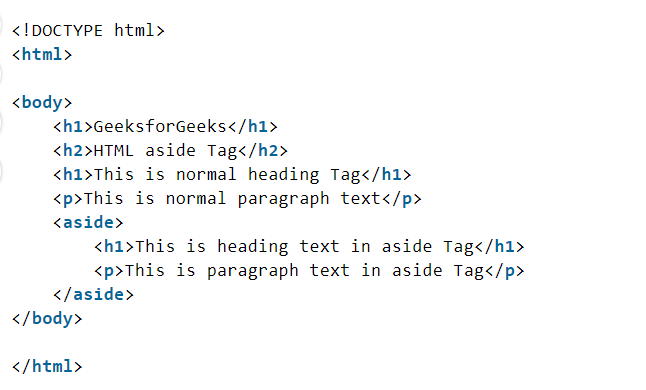 <!DOCTYPE html>
<html>
<body>
<h1>GeeksforGeeks</h1>
<h2>HTML aside Tag</h2>
<h1>This is normal heading Tag</h1>
<p>This is normal paragraph text</p>
<aside>
<h1>This is heading text in aside Tag</h1>
<p>This is paragraph text in aside Tag</p>
</aside>
</body>
</html>